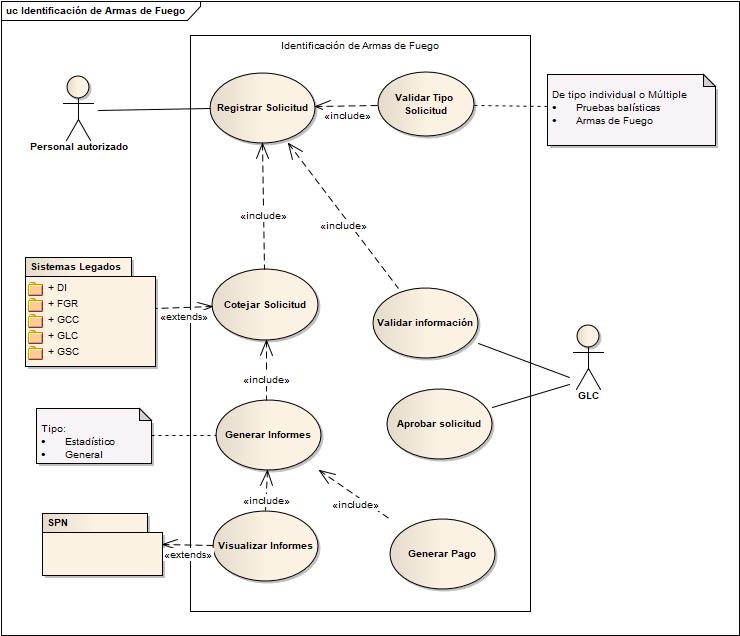 uc Identificación de Armas de Fuego
Identificación de Armas de Fuego
Personal autorizado
Registrar Solicitud
«include»
Validar Tipo
Solicitud
De tipo individual o Múltiple
• Pruebas balísticas
• Armas de Fuego
«include»
«include»
Sistemas Legados
+ DI
+ FGR
+ GCC
+ GLC
+ GSC
«extends»
Cotejar Solicitud
Validar información
GLC
«include»
Aprobar solicitud
Tipo:
• Estadístico
• General
Generar Informes
«include»
«include»
SPN
«extends»
Visualizar Informes
Generar Pago